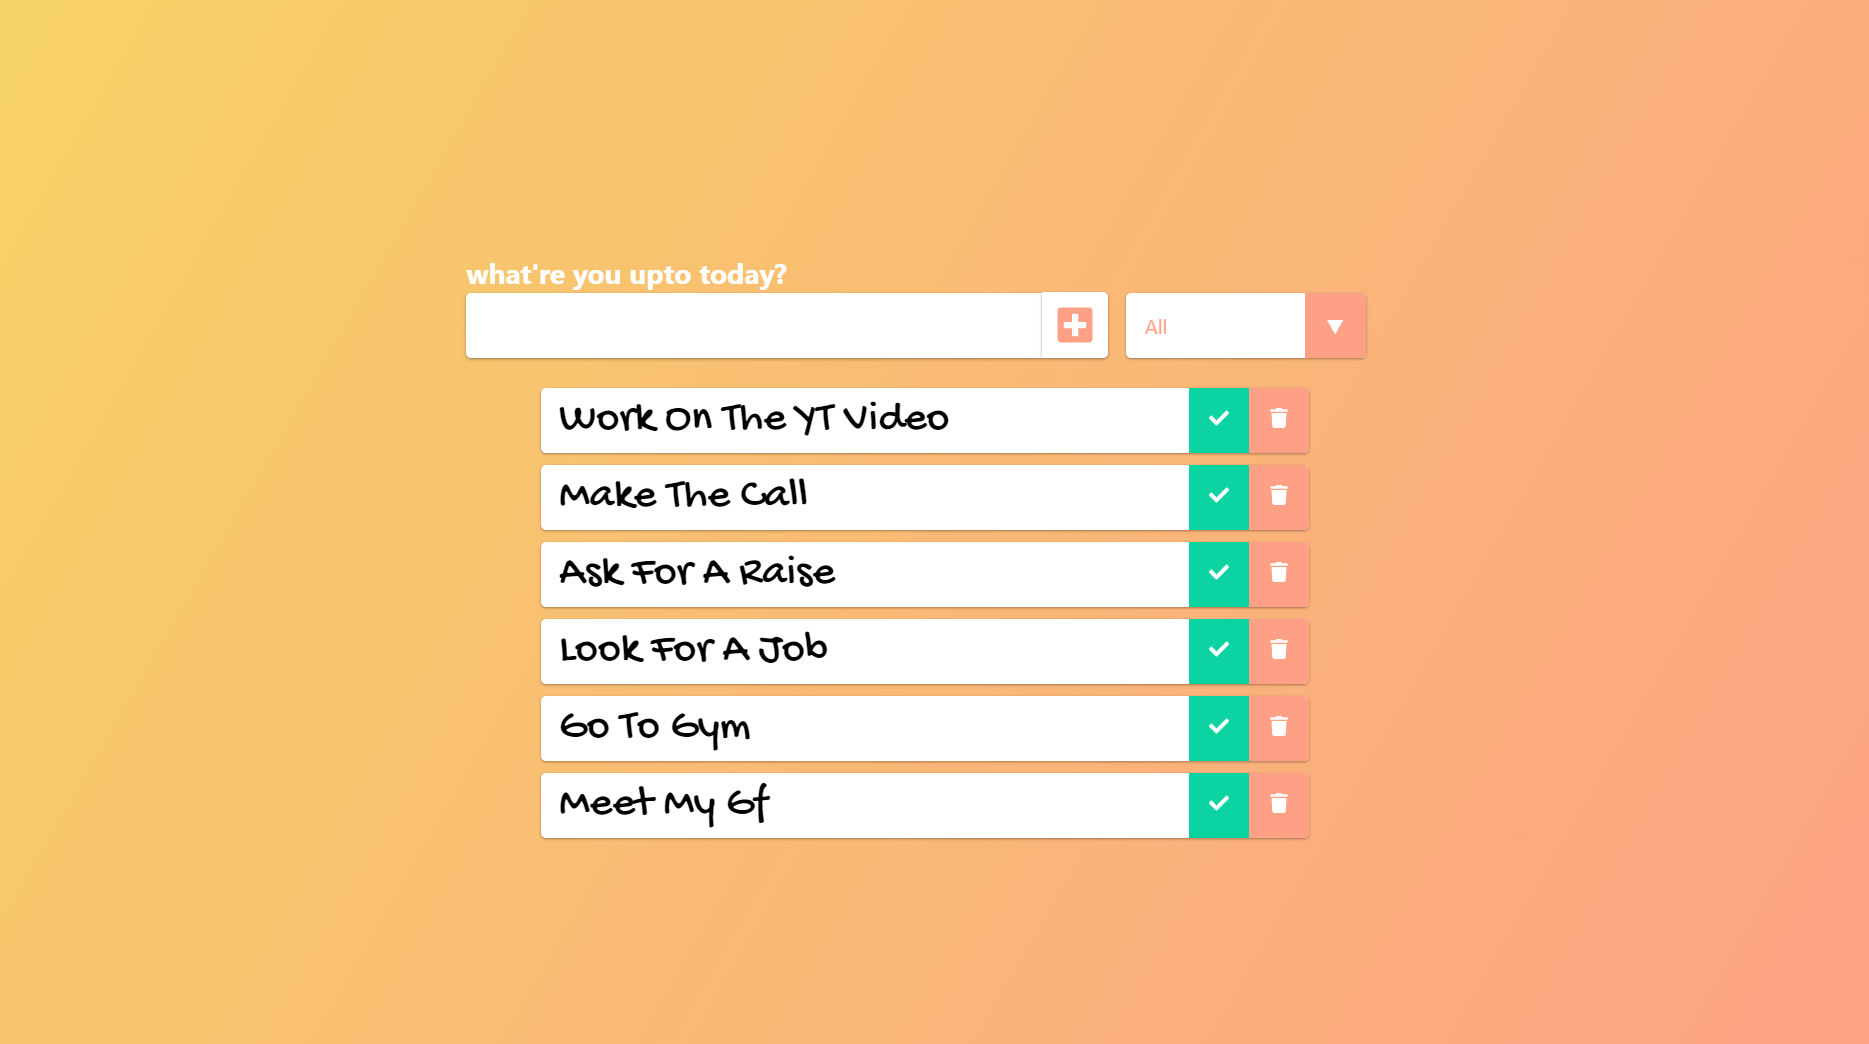 what're you upto today?
All
Work On The YT Video
Make The Call
Ask For A Raise
Look For A Job
Go To Gym
Meet My Gf